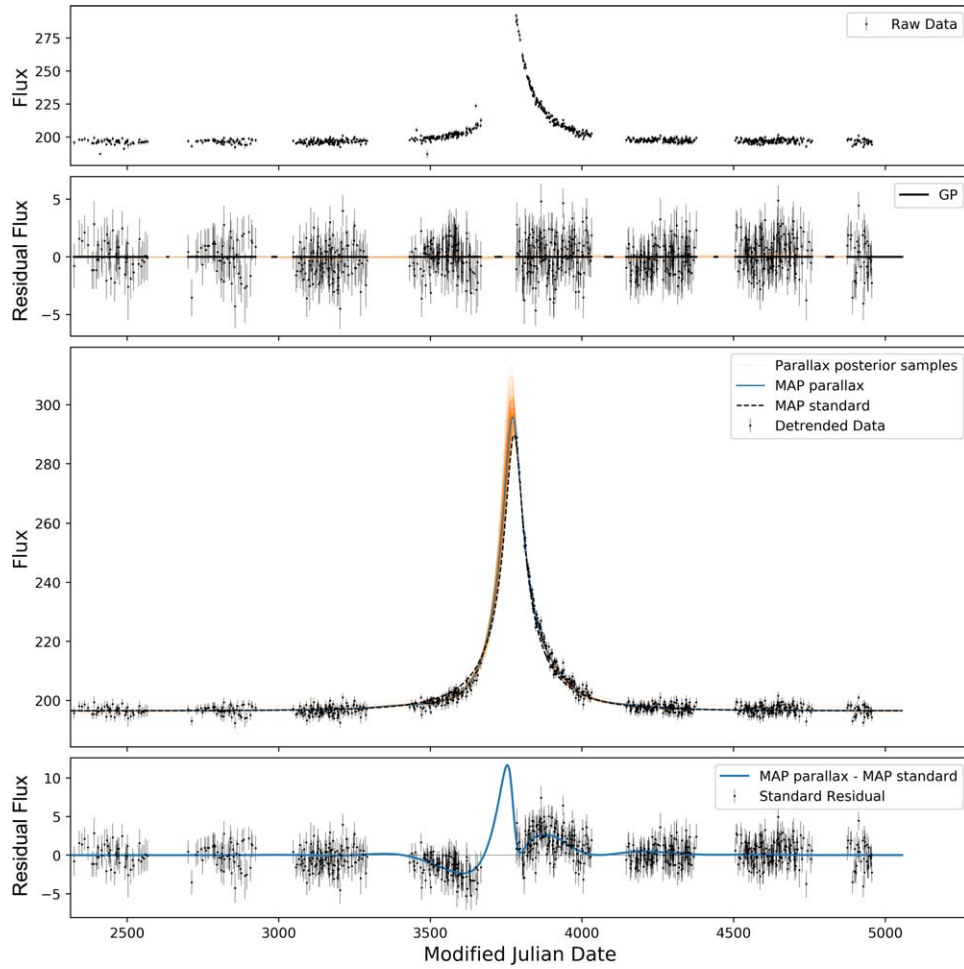 275
250
225
200
Flux
Raw Data
5
0
−5
Residual Flux
GP
300
280
260
240
220
200
Flux
Parallax posterior samples
MAP parallax
MAP standard
Detrended Data
10
5
0
−5
Residual Flux
MAP parallax - MAP standard
Standard Residual
2500 3000 3500 4000 4500 5000
Modified Julian Date